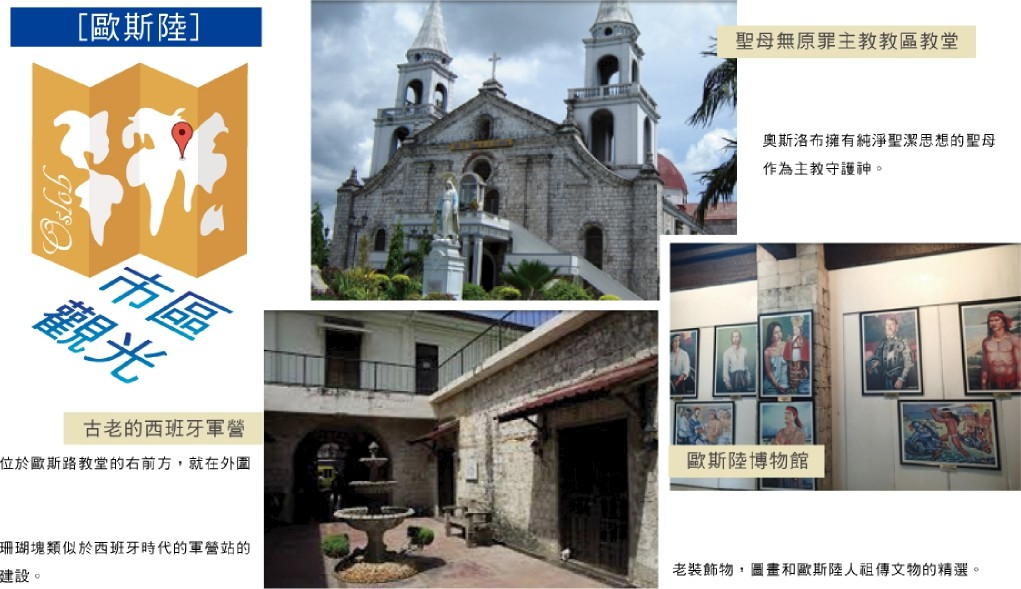 [歐斯陸]
Oslob
市區
觀光
聖母無原罪主教教區教堂
奧斯洛布擁有純淨聖潔思想的聖母
作為主教守護神。
古老的西班牙軍營
位於歐斯路教堂的右前方，就在外圍
珊瑚塊類似於西班牙時代的軍營站的
建設。
歐斯陸博物館
老裝飾物，圖畫和歐斯陸人祖傳文物的精選。